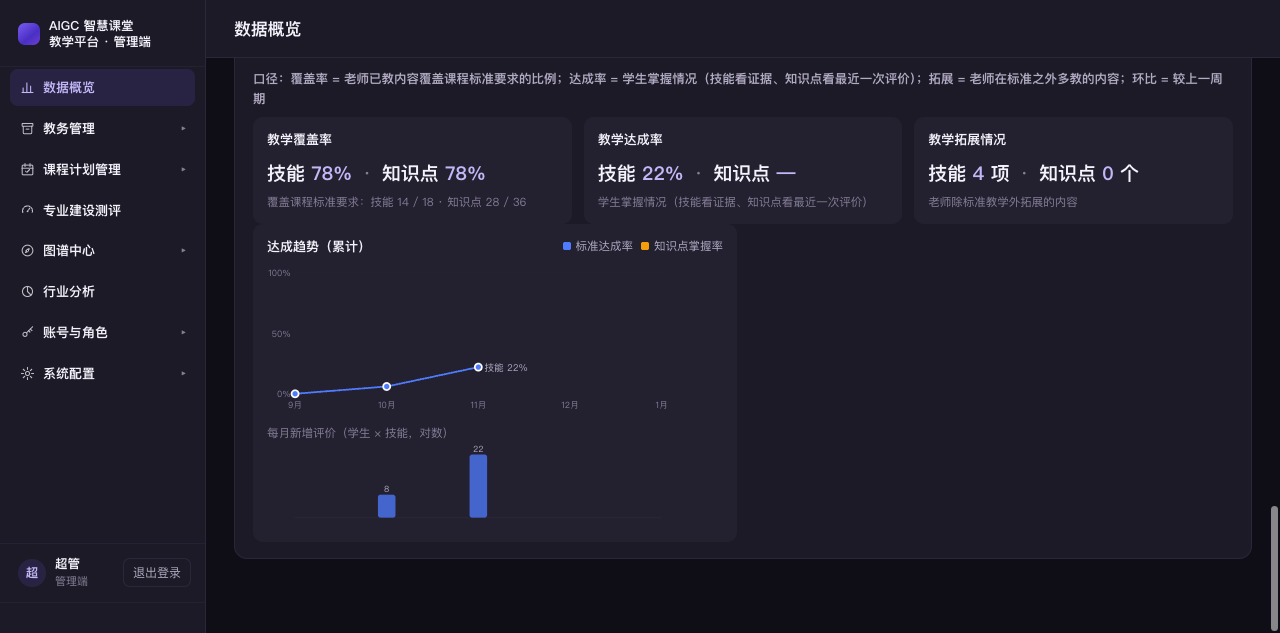 AIGC 智慧课堂
教学平台 · 管理端
数据概览
教务管理
课程计划管理
专业建设测评
图谱中心
行业分析
账号与角色
系统配置
超
超管
管理端
退出登录
数据概览
口径：覆盖率 = 老师已教内容覆盖课程标准要求的比例；达成率 = 学生掌握情况（技能看证据、知识点看最近一次评价）；拓展 = 老师在标准之外多教的内容；环比 = 较上一周
期
教学覆盖率
技能 78% · 知识点 78%
覆盖课程标准要求：技能 14 / 18 · 知识点 28 / 36
教学达成率
技能 22% · 知识点 —
学生掌握情况（技能看证据、知识点看最近一次评价）
教学拓展情况
技能 4 项 · 知识点 0 个
老师除标准教学外拓展的内容
达成趋势（累计）
标准达成率 知识点掌握率
100%
50%
0%
技能 22%
9月 10月 11月 12月 1月
每月新增评价（学生 × 技能，对数）
22
8